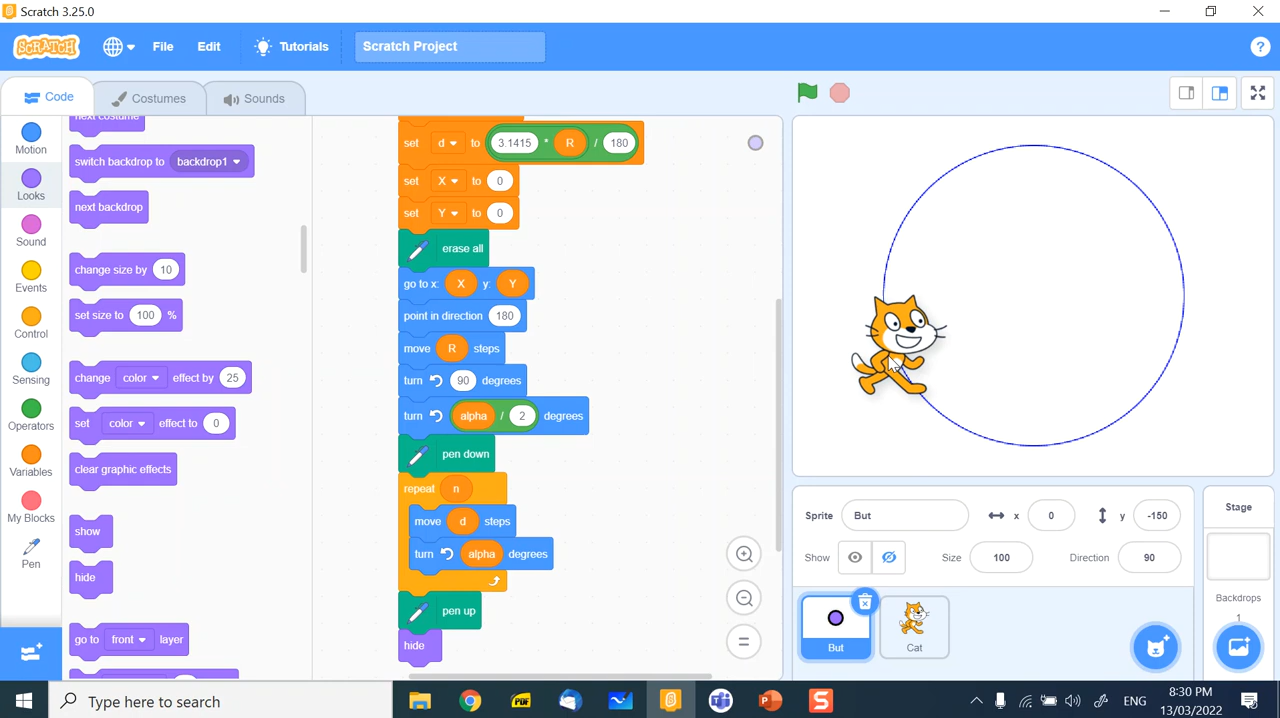 Scratch 3.25.0
SCRATCH
File
Edit
Tutorials
Scratch Project
?
Code
Costumes
Sounds
Motion
Looks
Sound
Events
Control
Sensing
Operators
Variables
My Blocks
Pen
next costume
switch backdrop to backdrop1
next backdrop
change size by 10
set size to 100 %
change color effect by 25
set color effect to 0
clear graphic effects
show
hide
go to front layer
set d to 3.1415 * R / 180
set X to 0
set Y to 0
erase all
go to x: X y: Y
point in direction 180
move R steps
turn 90 degrees
turn alpha / 2 degrees
pen down
repeat n
move d steps
turn alpha degrees
pen up
hide
Sprite But x 0 y -150
Show Size 100 Direction 90
But
Cat
Stage
Backdrops
1
Type here to search
PDF
ENG
8:30 PM
13/03/2022